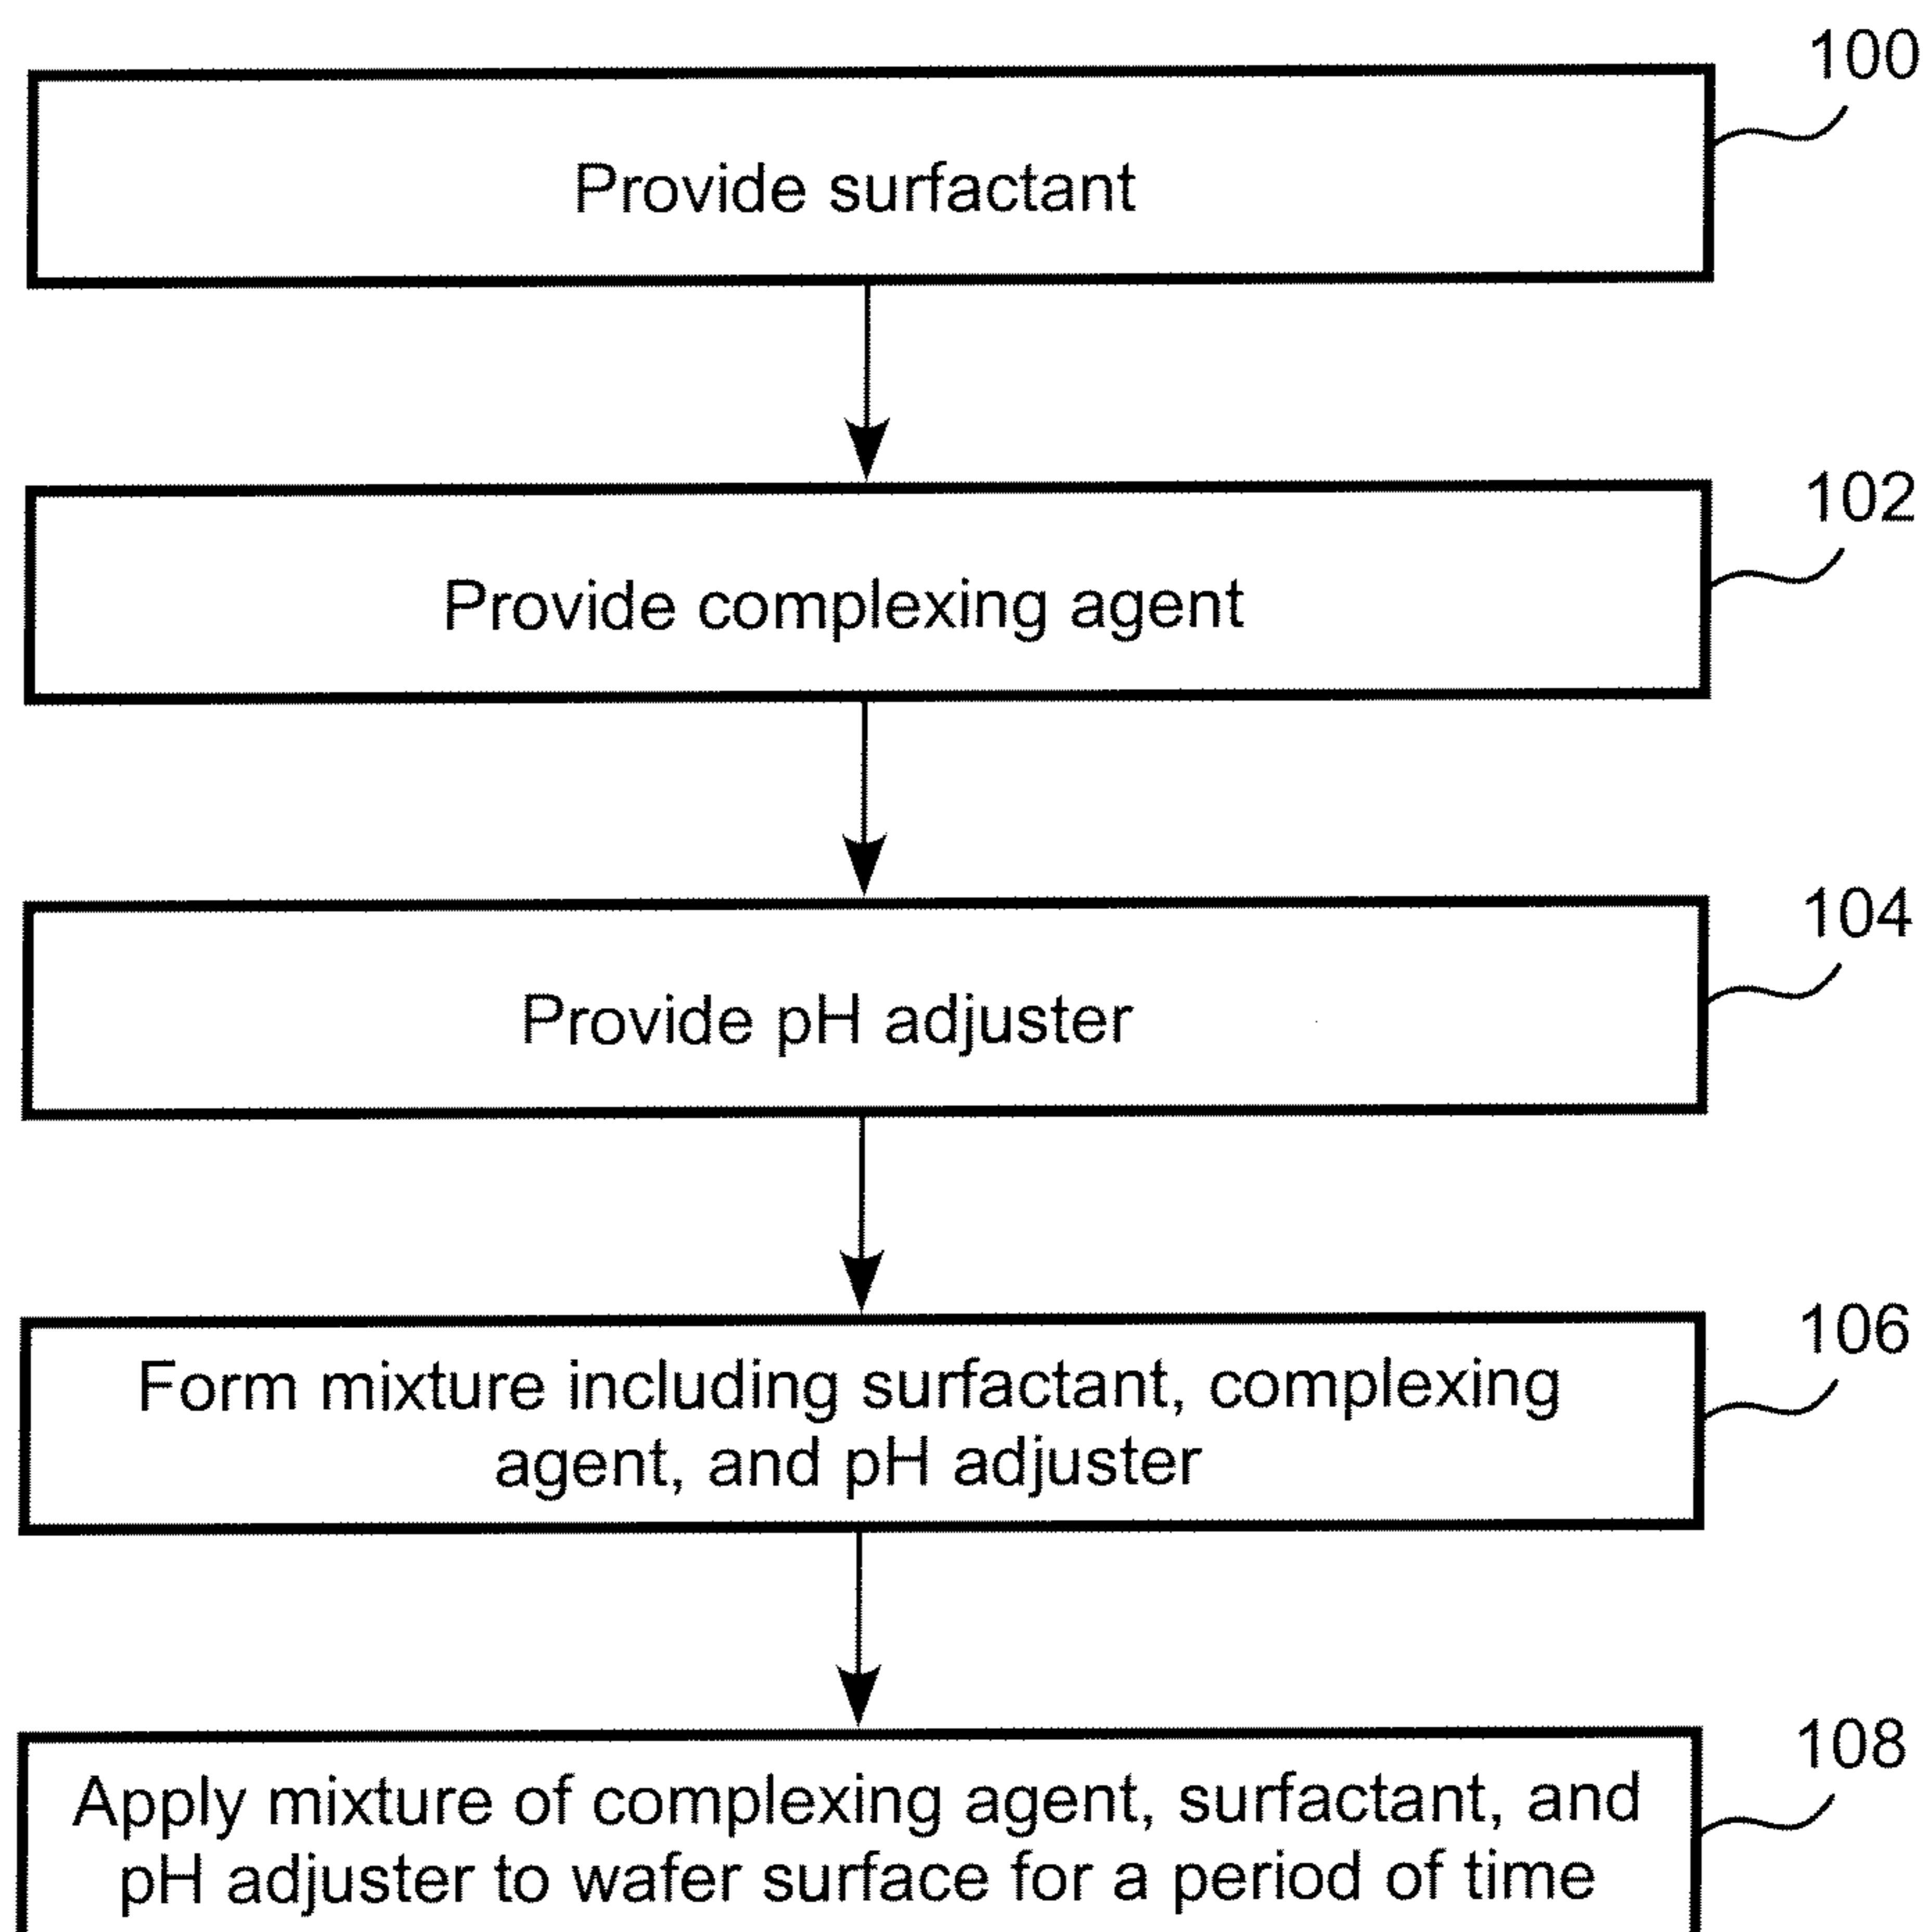 100
Provide surfactant
102
Provide complexing agent
104
Provide pH adjuster
106
Form mixture including surfactant, complexing
agent, and pH adjuster
108
Apply mixture of complexing agent, surfactant, and
pH adjuster to wafer surface for a period of time